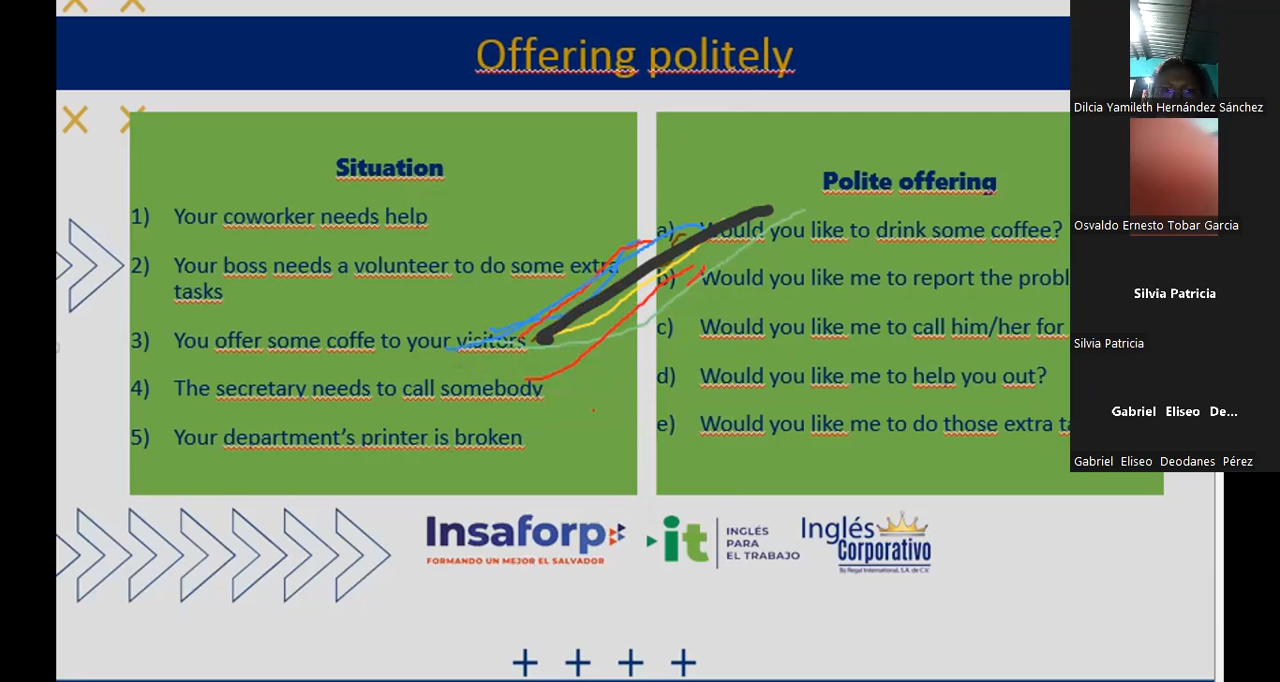 Offering politely
Situation
1) Your coworker needs help
2) Your boss needs a volunteer to do some extra
tasks
3) You offer some coffe to your visitors
4) The secretary needs to call somebody
5) Your department's printer is broken
Polite offering
a) Would you like to drink some coffee?
b) Would you like me to report the probl
c) Would you like me to call him/her for
d) Would you like me to help you out?
e) Would you like me to do those extra ta
Insaforp
FORMANDO UN MEJOR EL SALVADOR
it
INGLÉS
PARA
EL TRABAJO
Inglés
Corporativo
By Regal International, S.A. de C.V.
Dilcia Yamileth Hernández Sánchez
Osvaldo Ernesto Tobar Garcia
Silvia Patricia
Silvia Patricia
Gabriel Eliseo De...
Gabriel Eliseo Deodanes Pérez